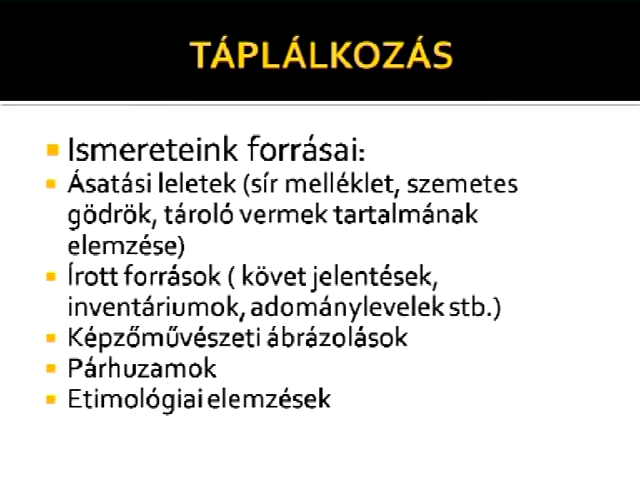 TÁPLÁLKOZÁS
Ismereteink forrásai:
Ásatási leletek (sír melléklet, szemetes
gödrök, tároló vermek tartalmának
elemzése)
Írott források ( követ jelentések,
inventáriumok, adománylevelek stb.)
Képzőművészeti ábrázolások
Párhuzamok
Etimológiai elemzések